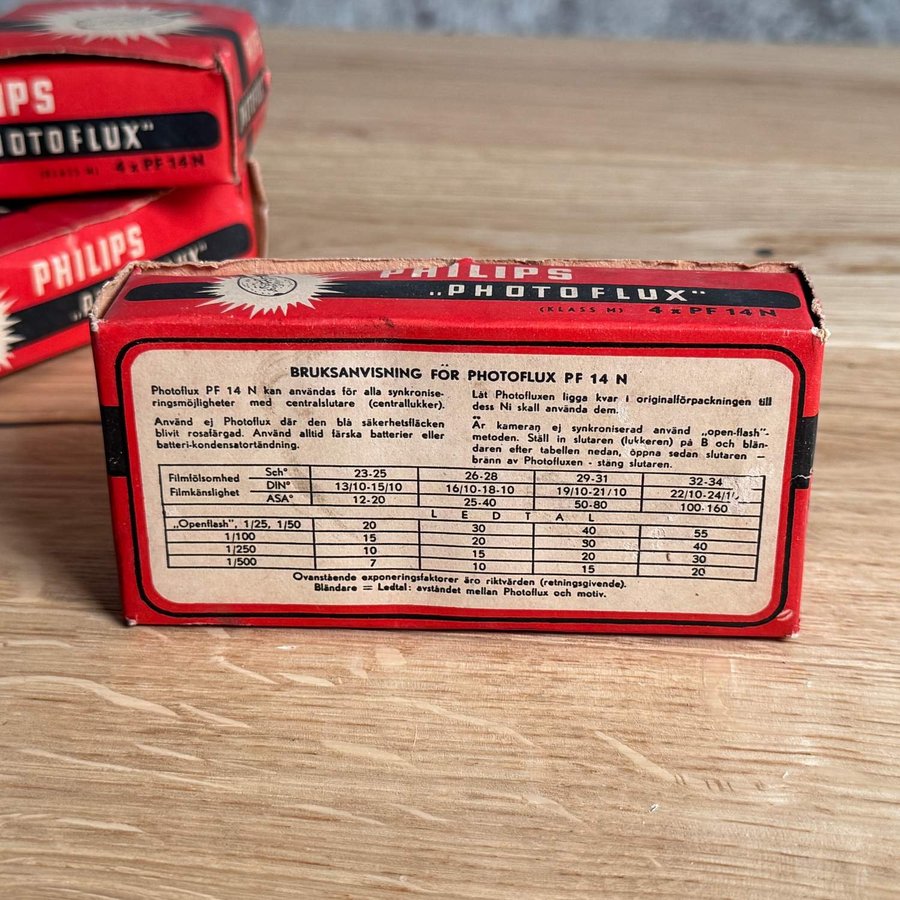 IPS
OTOFLUX"
(KLASS M) 4 x PF 14 N
PHILIPS
PHILIPS
„PHOTOFLUX"
(KLASS M) 4 x PF 14 N
BRUKSANVISNING FÖR PHOTOFLUX PF 14 N
Photoflux PF 14 N kan användas för alla synkronise-
ringsmöjligheter med centralslutare (centrallukker).
Använd ej Photoflux där den blå säkerhetsfläcken
blivit rosafärgad. Använd alltid färska batterier eller
batteri-kondensatortändning.
Låt Photofluxen ligga kvar i originalförpackningen till
dess Ni skall använda dem.
Är kameran ej synkroniserad använd „open-flash"-
metoden. Ställ in slutaren (lukkeren) på B och blän-
daren efter tabellen nedan, öppna sedan slutaren —
bränn av Photofluxen - stäng slutaren.
Filmfölsomhed
Filmkänslighet
Sch° 23-25 26-28 29-31 32-34
DIN° 13/10-15/10 16/10-18-10 19/10-21/10 22/10-24/1
ASA° 12-20 25-40 50-80 100-160
LEDTAL
„Openflash", 1/25, 1/50 20 30 40 55
1/100 15 20 30 40
1/250 10 15 20 30
1/500 7 10 15 20
Ovanstående exponeringsfaktorer äro riktvärden (retningsgivende).
Bländare = Ledtal: avståndet mellan Photoflux och motiv.